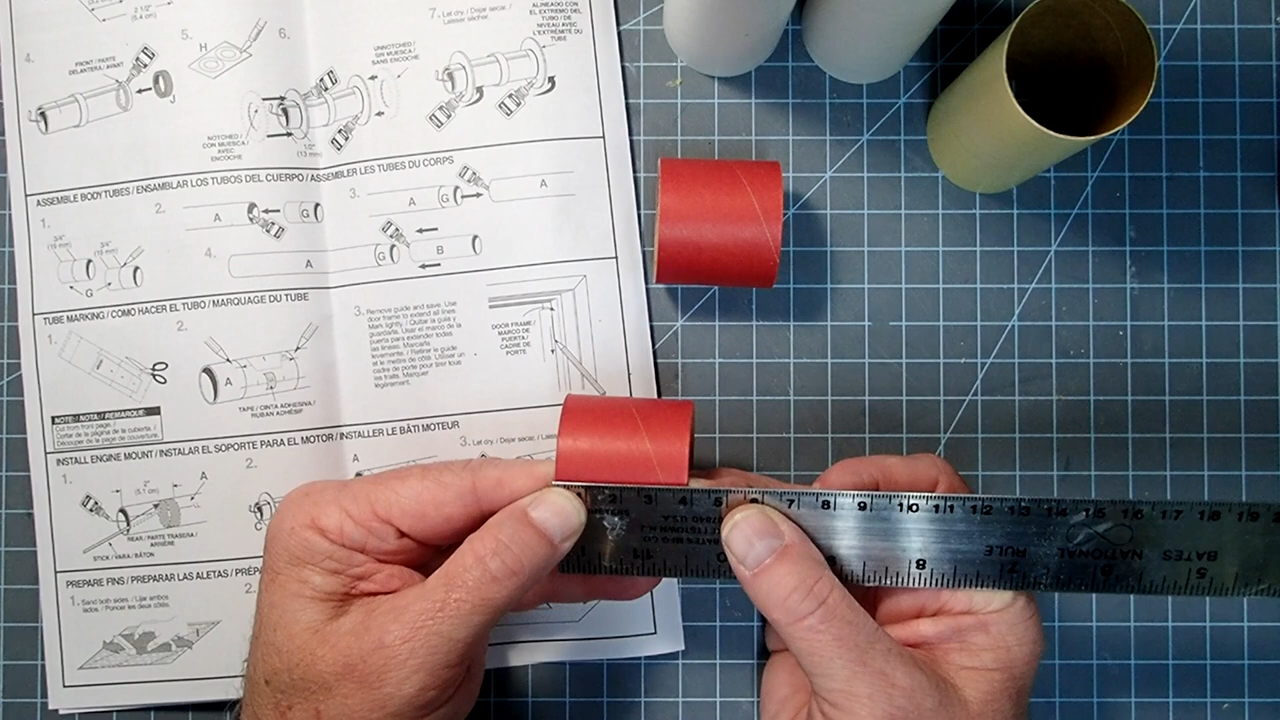 2 1/2"
(6.4 cm)
4.
FRONT / PARTE
DELANTERA / AVANT
J
5.
H
6.
UNNOTCHED /
SIN MUESCA /
SANS ENCOCHE
NOTCHED /
CON MUESCA /
AVEC
ENCOCHE
1/2"
(13 mm)
7. Let dry. / Dejar secar. /
Laisser sécher.
ALINEADO CON
EL EXTREMO DEL
TUBO / DE
NIVEAU AVEC
L'EXTRÉMITÉ DU
TUBE
ASSEMBLE BODY TUBES / ENSAMBLAR LOS TUBOS DEL CUERPO / ASSEMBLER LES TUBES DU CORPS
1.
3/4"
(19 mm)
3/4"
(19 mm)
G
2.
A
G
3.
A
G
A
4.
A
G
B
TUBE MARKING / COMO HACER EL TUBO / MARQUAGE DU TUBE
1.
NOTE: / NOTA: / REMARQUE:
Cut from front page. /
Cortar de la página de la cubierta. /
Découper de la page de couverture.
2.
A
TAPE / CINTA ADHESIVA /
RUBAN ADHÉSIF
3. Remove guide and save. Use
door frame to extend all lines.
Mark lightly. / Quitar la guía y
guardarla. Usar el marco de la
puerta para extender todas
las líneas. Marcarla
levemente. / Retirer le guide
et le mettre de côté. Utiliser un
cadre de porte pour tirer tous
les traits. Marquer
légèrement.
DOOR FRAME /
MARCO DE
PUERTA /
CADRE DE
PORTE
INSTALL ENGINE MOUNT / INSTALAR EL SOPORTE PARA EL MOTOR / INSTALLER LE BÂTI MOTEUR
1.
2"
(5.1 cm)
A
REAR / PARTE TRASERA /
ARRIÈRE
STICK / VARA / BÂTON
2.
A
3. Let dry. / Dejar secar. / Laiss
PREPARE FINS / PREPARAR LAS ALETAS / PRÉP
1. Sand both sides. / Lijar ambos
lados. / Poncer les deux côtés.
2.
2 3 4 5 6 7 8 9 10 11 12 13 14 15 16 17 18 19
BATES NATIONAL RULE
BATES MFG CO
07840 U.S.A.
11 10 8 7 6 5